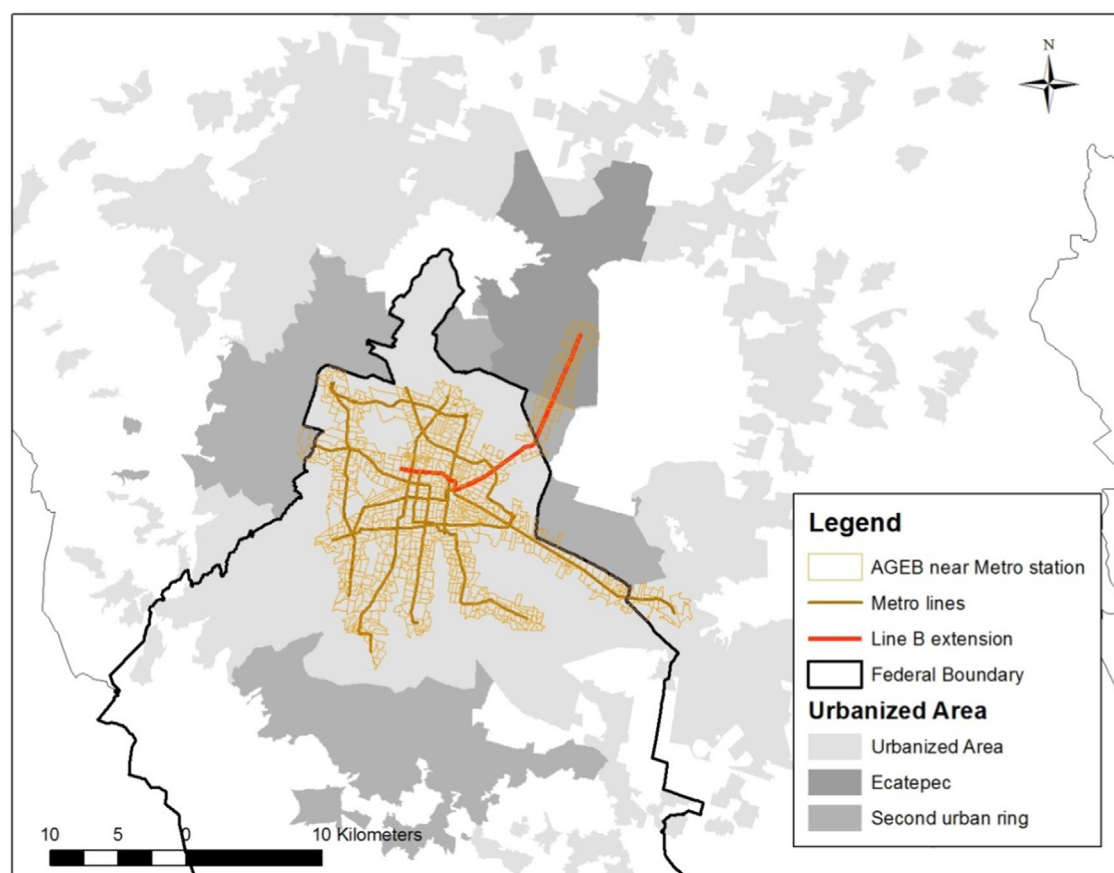 N
Legend
AGEB near Metro station
Metro lines
Line B extension
Federal Boundary
Urbanized Area
Urbanized Area
Ecatepec
Second urban ring
10 5 0 10 Kilometers